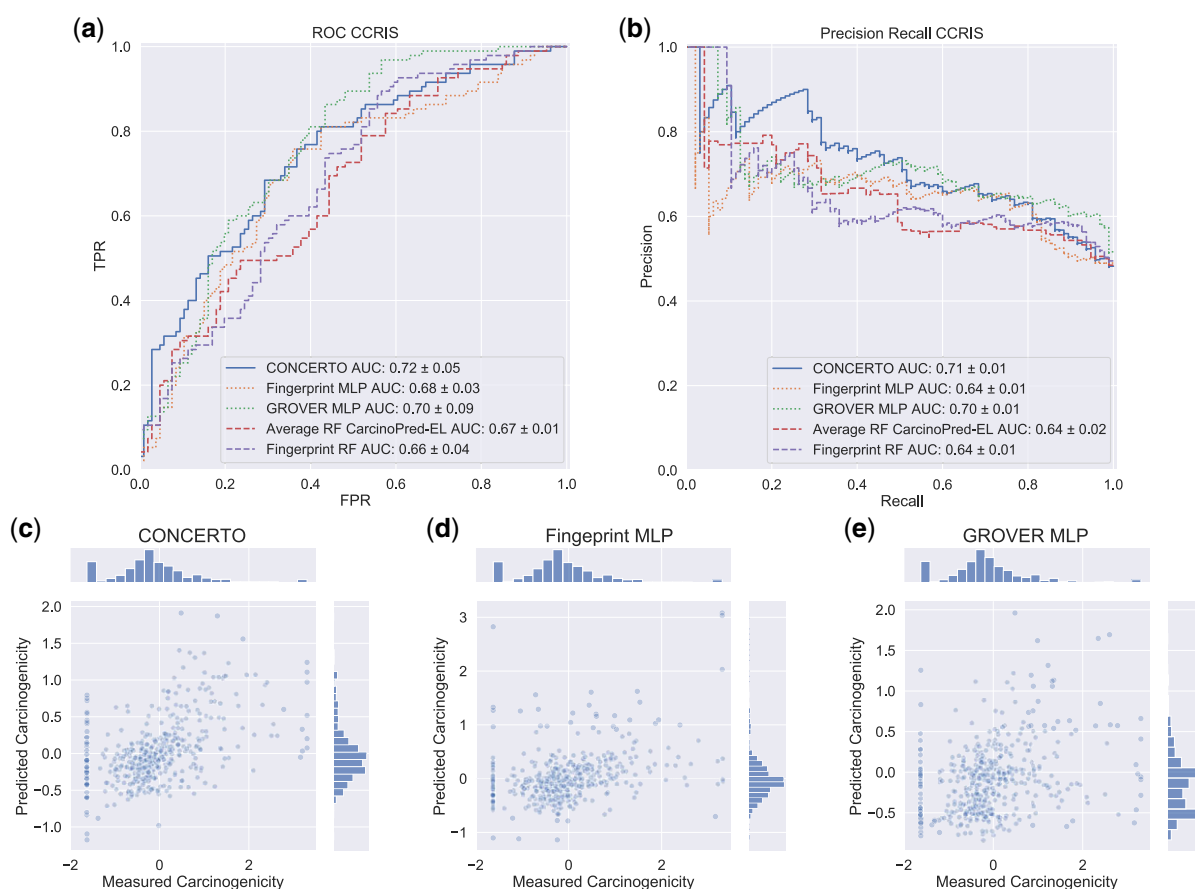 (a)
ROC CCRIS
1.0
0.8
0.6
0.4
0.2
0.0
TPR
CONCERTO AUC: 0.72 ± 0.05
Fingerprint MLP AUC: 0.68 ± 0.03
GROVER MLP AUC: 0.70 ± 0.09
Average RF CarcinoPred-EL AUC: 0.67 ± 0.01
Fingerprint RF AUC: 0.66 ± 0.04
0.0 0.2 0.4 0.6 0.8 1.0
FPR
(b)
Precision Recall CCRIS
1.0
0.8
0.6
0.4
0.2
0.0
Precision
CONCERTO AUC: 0.71 ± 0.01
Fingerprint MLP AUC: 0.64 ± 0.01
GROVER MLP AUC: 0.70 ± 0.01
Average RF CarcinoPred-EL AUC: 0.64 ± 0.02
Fingerprint RF AUC: 0.64 ± 0.01
0.0 0.2 0.4 0.6 0.8 1.0
Recall
(c)
CONCERTO
2.0
1.5
1.0
0.5
0.0
−0.5
−1.0
Predicted Carcinogenicity
−2 0 2
Measured Carcinogenicity
(d)
Fingeprint MLP
3
2
1
0
−1
Predicted Carcinogenicity
−2 0 2
Measured Carcinogenicity
(e)
GROVER MLP
2.0
1.5
1.0
0.5
0.0
−0.5
Predicted Carcinogenicity
−2 0 2
Measured Carcinogenicity